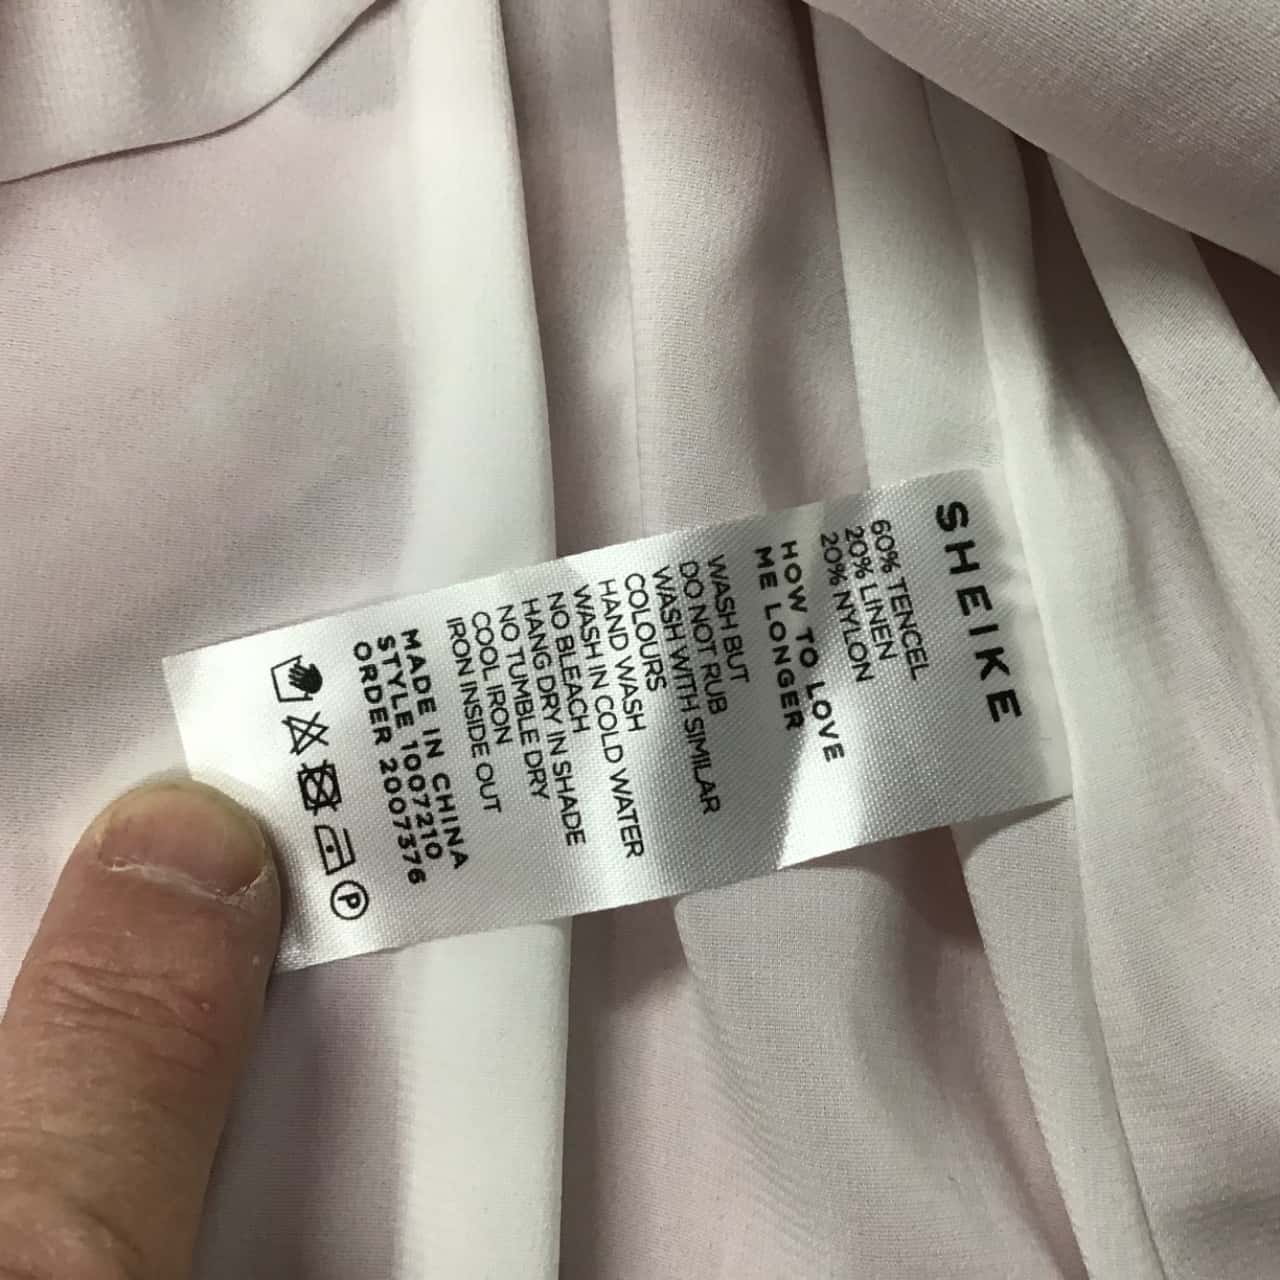 SHEIKE
60% TENCEL
20% LINEN
20% NYLON
HOW TO LOVE
ME LONGER
WASH BUT
DO NOT RUB
WASH WITH SIMILAR
COLOURS
HAND WASH
WASH IN COLD WATER
NO BLEACH
HANG DRY IN SHADE
NO TUMBLE DRY
COOL IRON
IRON INSIDE OUT
MADE IN CHINA
STYLE 1007210
ORDER 2007376
P